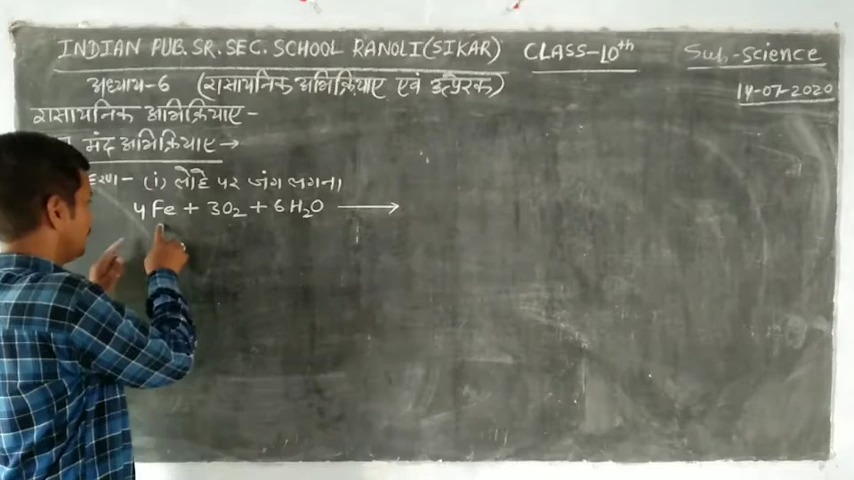 INDIAN PUB. SR. SEC. SCHOOL RANOLI (SIKAR) CLASS-10th Sub-Science
अध्याय-6 (रासायनिक अभिक्रियाए एवं उत्प्रेरक) 14-07-2020
रासायनिक अभिक्रियाए -
मंद अभिक्रियाए →
(i) लोहे पर जंग लगना।
4Fe + 3O2 + 6H2O ⟶